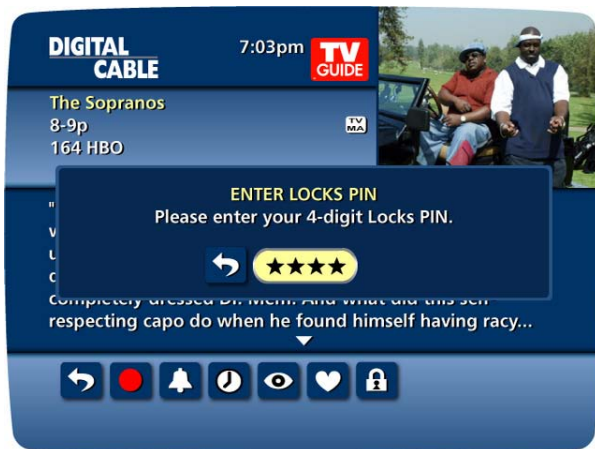 DIGITAL
CABLE
7:03pm
TV
GUIDE
The Sopranos
8-9p
TV
MA
164 HBO
ENTER LOCKS PIN
Please enter your 4-digit Locks PIN.
★★★★
"
completely dressed Dr. Melfi. And what did this self-
respecting capo do when he found himself having racy...